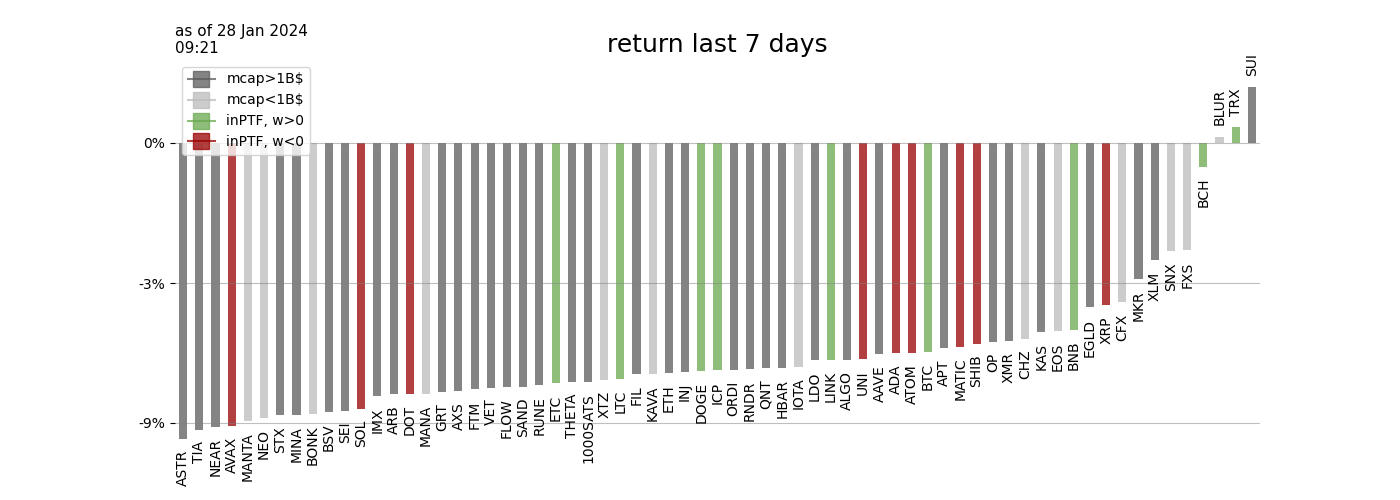 as of 28 Jan 2024
09:21
return last 7 days
mcap>1B$
mcap<1B$
inPTF, w>0
inPTF, w<0
0%
-3%
-9%
ASTR
TIA
NEAR
AVAX
MANTA
NEO
STX
MINA
BONK
BSV
SEI
SOL
IMX
ARB
DOT
MANA
GRT
AXS
FTM
VET
FLOW
SAND
RUNE
ETC
THETA
1000SATS
XTZ
LTC
FIL
KAVA
ETH
INJ
DOGE
ICP
ORDI
RNDR
QNT
HBAR
IOTA
LDO
LINK
ALGO
UNI
AAVE
ADA
ATOM
BTC
APT
MATIC
SHIB
OP
XMR
CHZ
KAS
EOS
BNB
EGLD
XRP
CFX
MKR
XLM
SNX
FXS
BCH
BLUR
TRX
SUI